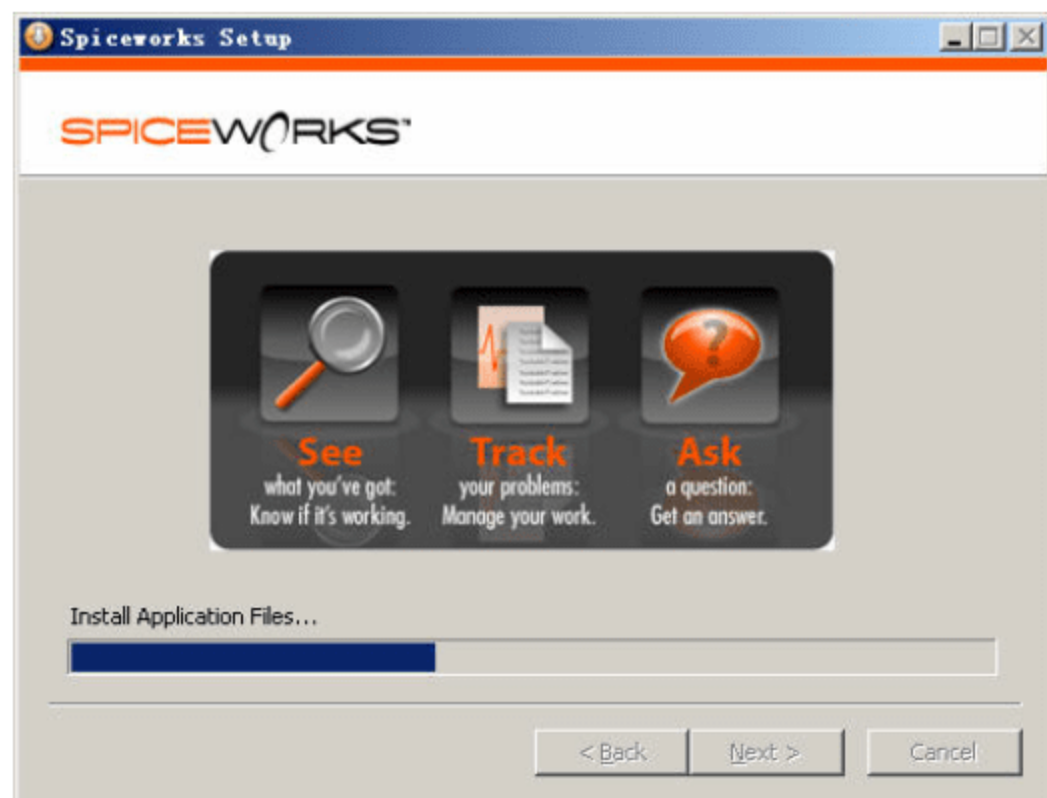 Spiceworks Setup
SPICEWORKS™
See
what you've got:
Know if it's working.
Track
your problems:
Manage your work.
Ask
a question:
Get an answer.
Install Application Files...
< Back
Next >
Cancel